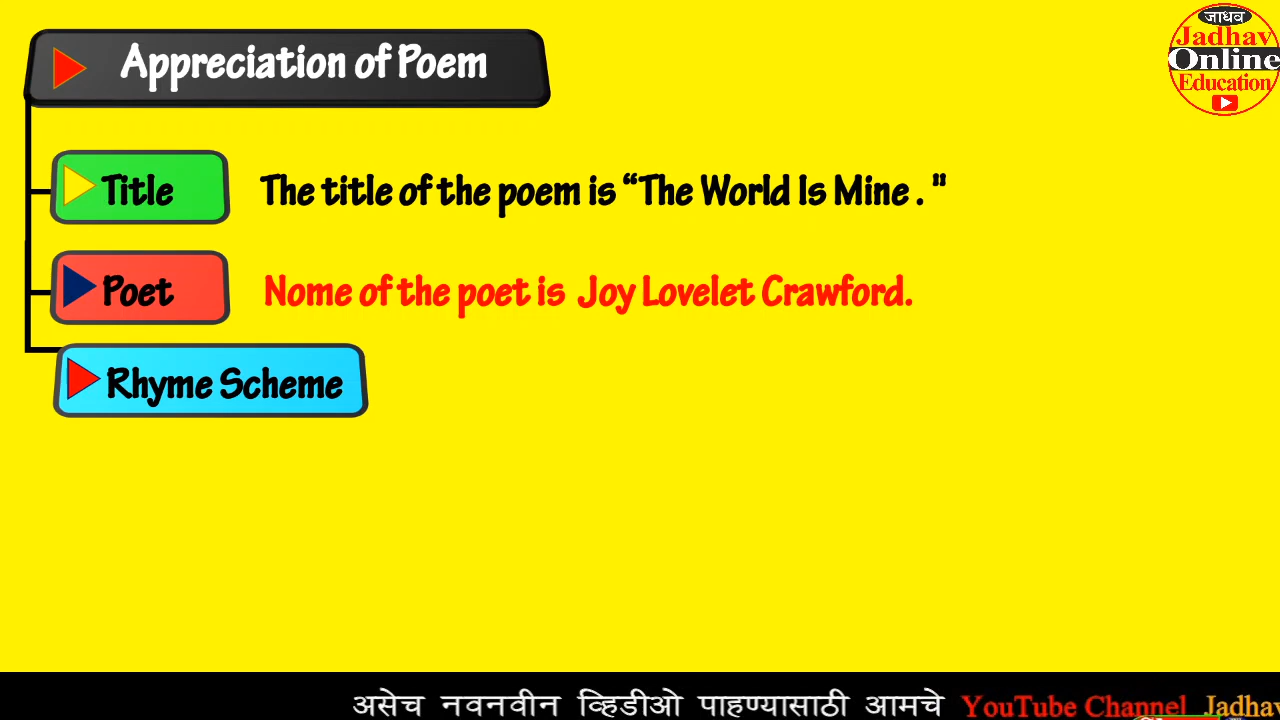 Appreciation of Poem
जाधव
Jadhav
Online
Education
Title
The title of the poem is “The World Is Mine . ”
Poet
Nome of the poet is Joy Lovelet Crawford.
Rhyme Scheme
असेच नवनवीन व्हिडीओ पाहण्यासाठी आमचे YouTube Channel Jadhav